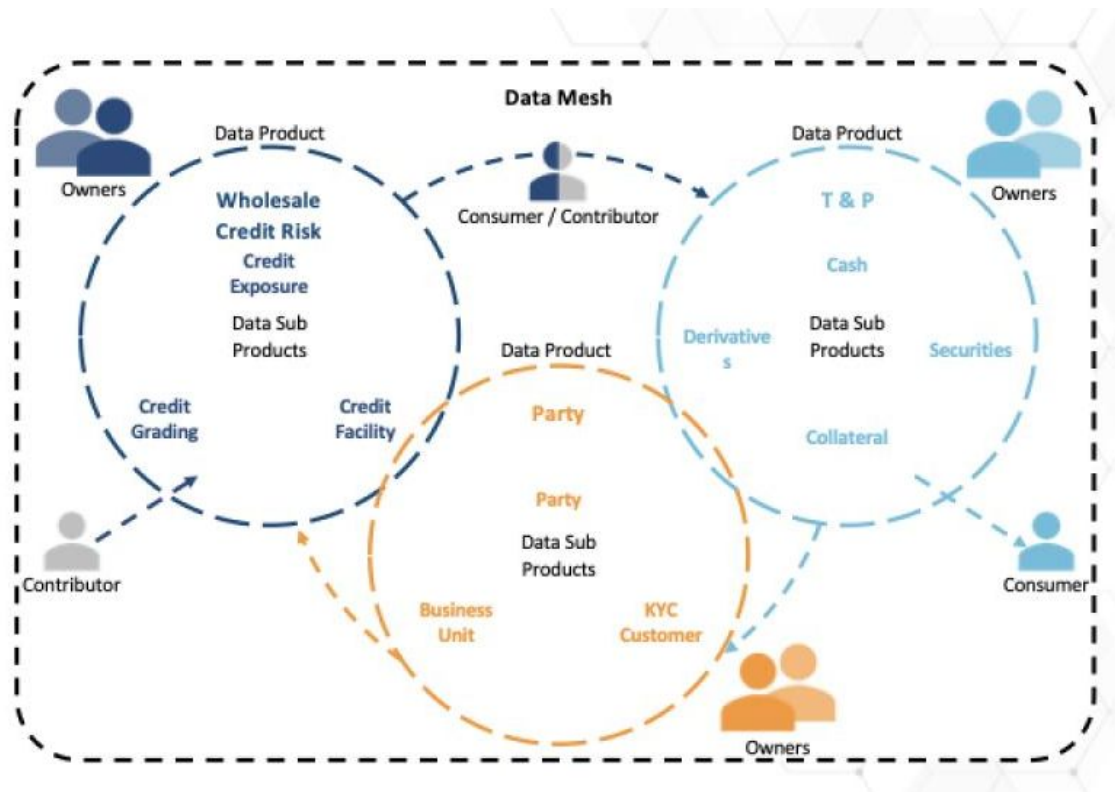 Data Mesh
Data Product
Data Product
Owners
Owners
Wholesale
Credit Risk
Credit
Exposure
Data Sub
Products
Credit
Grading
Credit
Facility
Consumer / Contributor
T & P
Cash
Derivative
s
Data Sub
Products
Securities
Collateral
Data Product
Party
Party
Data Sub
Products
Business
Unit
KYC
Customer
Contributor
Consumer
Owners